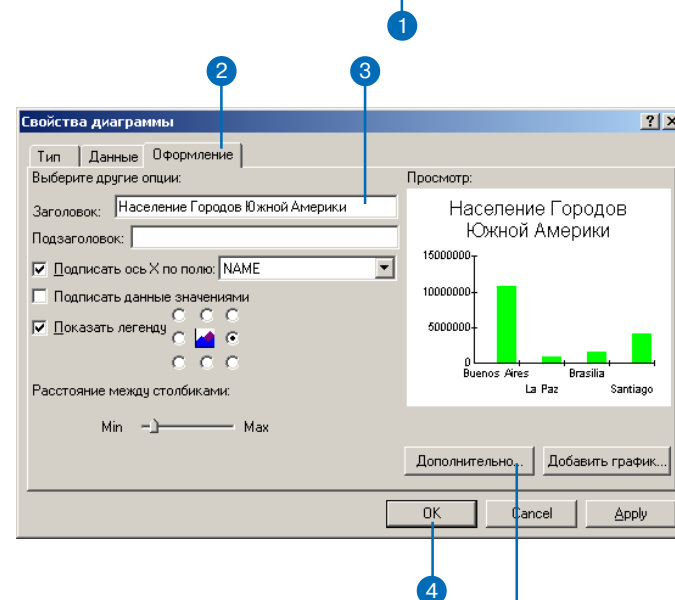 1
2
3
Свойства диаграммы
Тип
Данные
Оформление
Выберите другие опции:
Заголовок: Население Городов Южной Америки
Подзаголовок:
Подписать ось X по полю: NAME
Подписать данные значениями
Показать легенду
Расстояние между столбиками:
Min
Max
Просмотр:
Население Городов
Южной Америки
15000000
10000000
5000000
0
Buenos Aires
Brasilia
La Paz
Santiago
Дополнительно...
Добавить график...
OK
Cancel
Apply
4